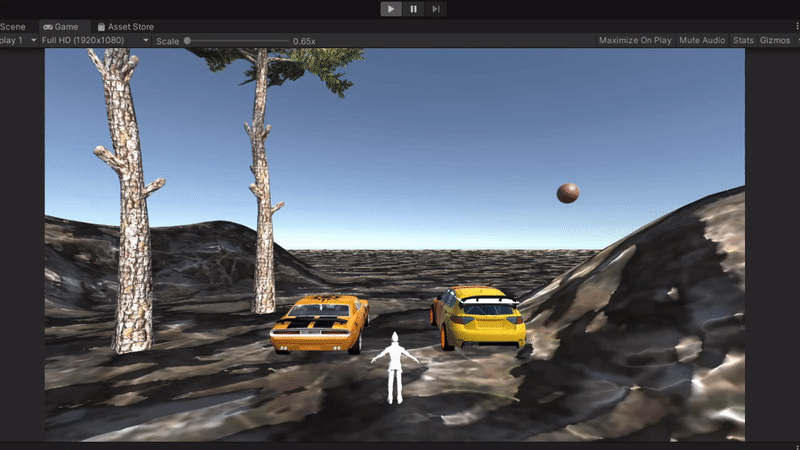 Scene Game Asset Store
play 1 Full HD (1920x1080) Scale 0.65x Maximize On Play Mute Audio Stats Gizmos